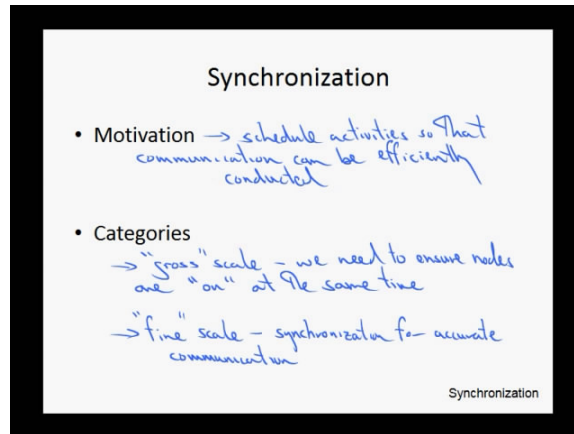 Synchronization
• Motivation → schedule activities so that
communication can be efficiently
conducted
• Categories
→ "gross" scale – we need to ensure nodes
are "on" at the same time
→ "fine" scale – synchronization for accurate
communication
Synchronization